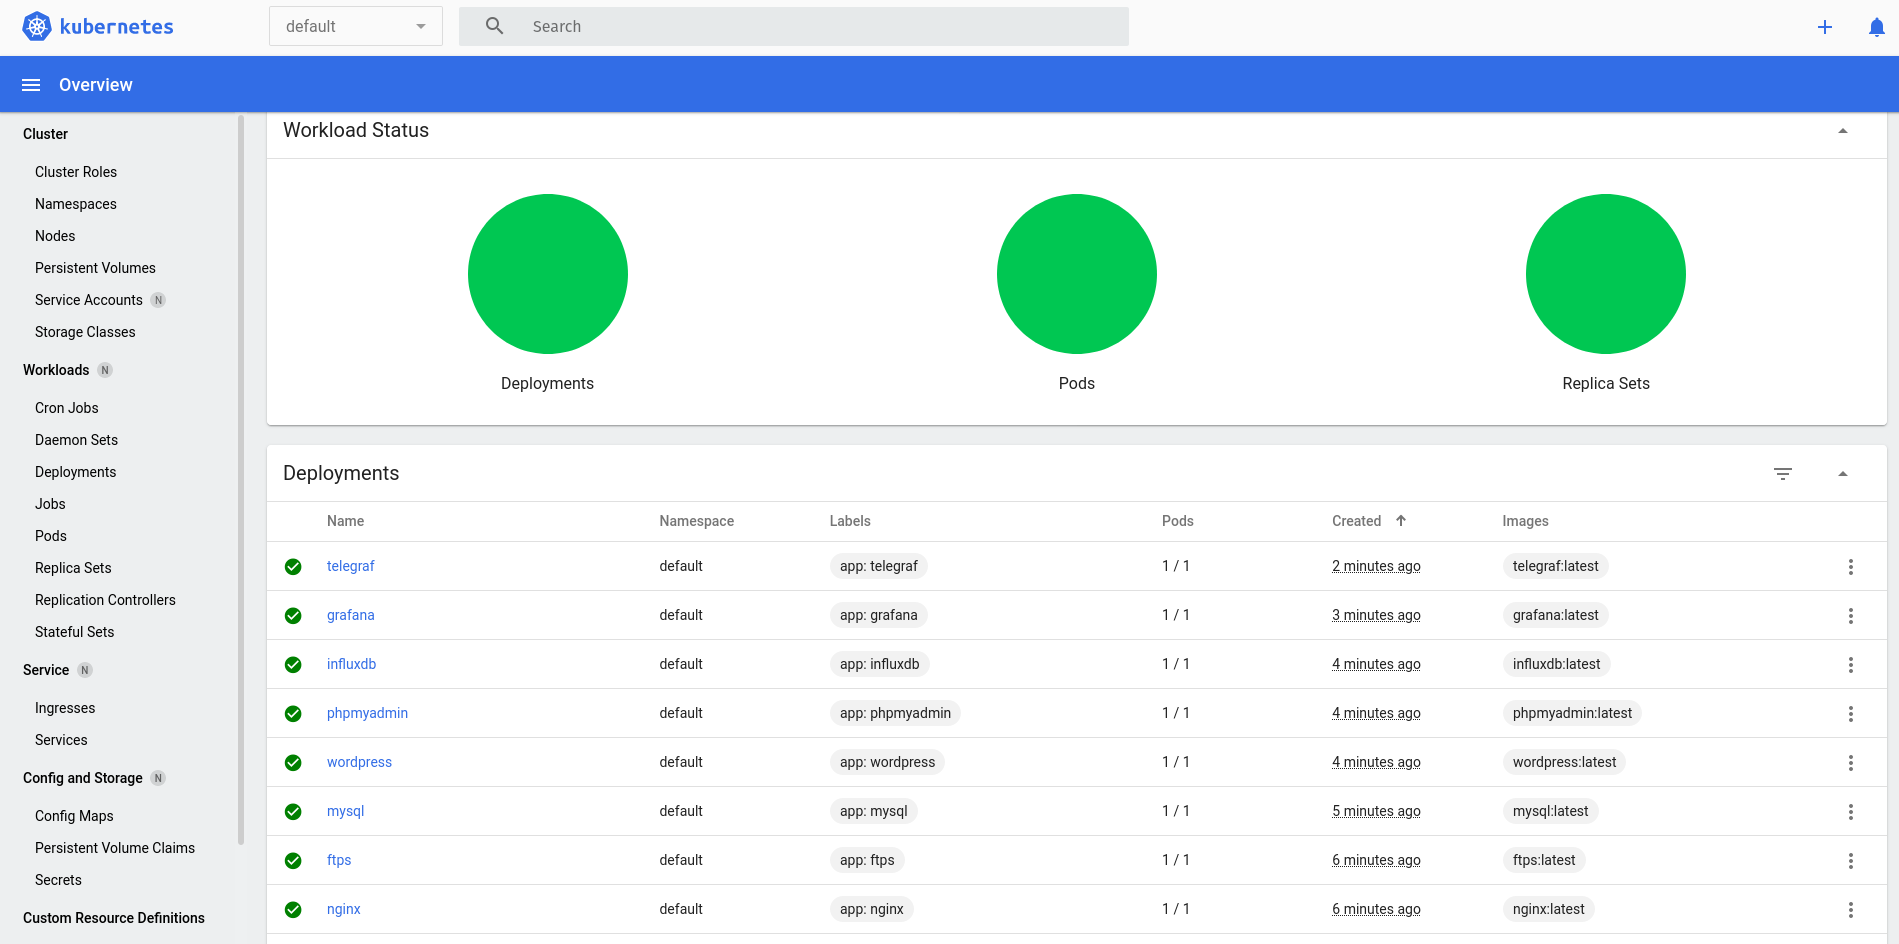 kubernetes
default
Search
Overview
Cluster
Cluster Roles
Namespaces
Nodes
Persistent Volumes
Service Accounts N
Storage Classes
Workloads N
Cron Jobs
Daemon Sets
Deployments
Jobs
Pods
Replica Sets
Replication Controllers
Stateful Sets
Service N
Ingresses
Services
Config and Storage N
Config Maps
Persistent Volume Claims
Secrets
Custom Resource Definitions
Workload Status
Deployments Pods Replica Sets
Deployments
Name Namespace Labels Pods Created Images
telegraf default app: telegraf 1 / 1 2 minutes ago telegraf:latest
grafana default app: grafana 1 / 1 3 minutes ago grafana:latest
influxdb default app: influxdb 1 / 1 4 minutes ago influxdb:latest
phpmyadmin default app: phpmyadmin 1 / 1 4 minutes ago phpmyadmin:latest
wordpress default app: wordpress 1 / 1 4 minutes ago wordpress:latest
mysql default app: mysql 1 / 1 5 minutes ago mysql:latest
ftps default app: ftps 1 / 1 6 minutes ago ftps:latest
nginx default app: nginx 1 / 1 6 minutes ago nginx:latest